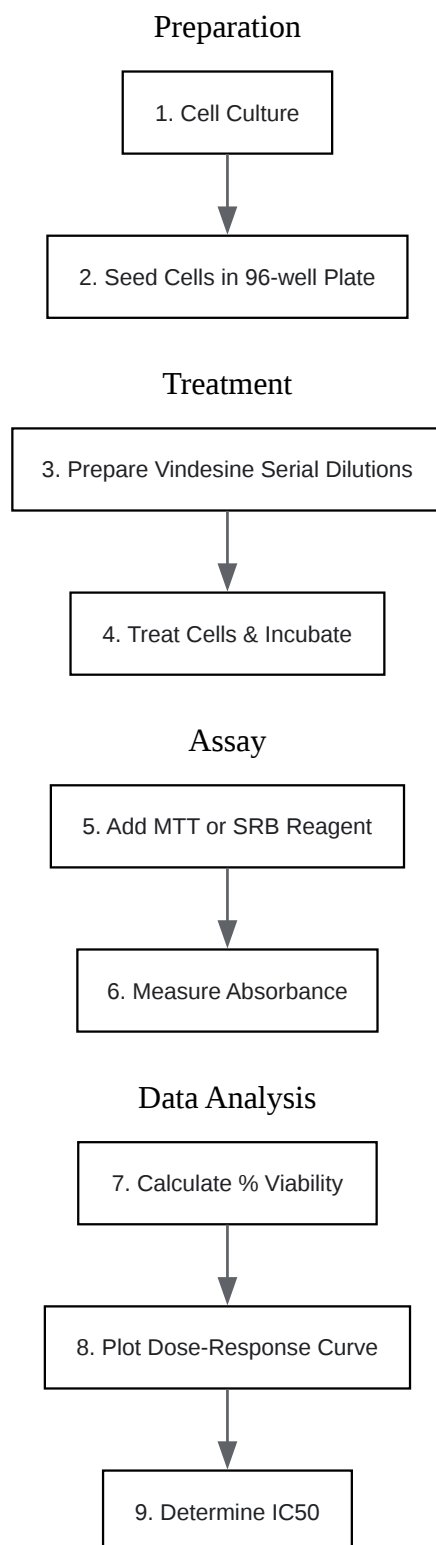 Preparation
1. Cell Culture
2. Seed Cells in 96-well Plate
Treatment
3. Prepare Vindesine Serial Dilutions
4. Treat Cells & Incubate
Assay
5. Add MTT or SRB Reagent
6. Measure Absorbance
Data Analysis
7. Calculate % Viability
8. Plot Dose-Response Curve
9. Determine IC50